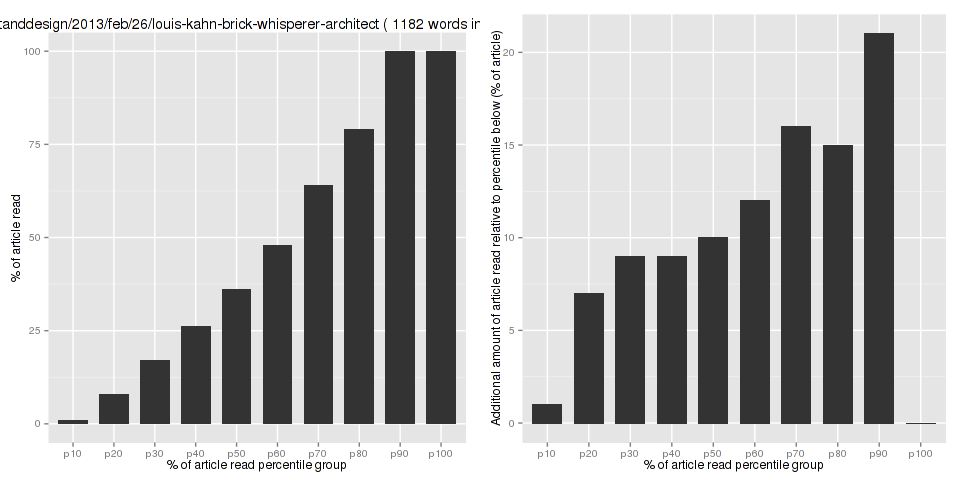 tanddesign/2013/feb/26/louis-kahn-brick-whisperer-architect ( 1182 words in
% of article read
100
75
50
25
0
p10 p20 p30 p40 p50 p60 p70 p80 p90 p100
% of article read percentile group
Additional amount of article read relative to percentile below (% of article)
20
15
10
5
0
p10 p20 p30 p40 p50 p60 p70 p80 p90 p100
% of article read percentile group